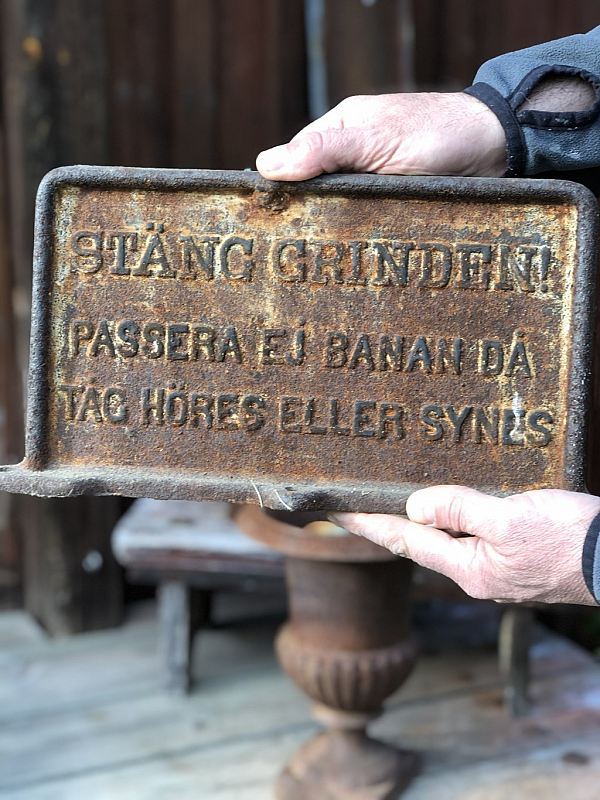 STÄNG GRINDEN!
PASSERA EJ BANAN DÅ
TÅG HÖRES ELLER SYNES